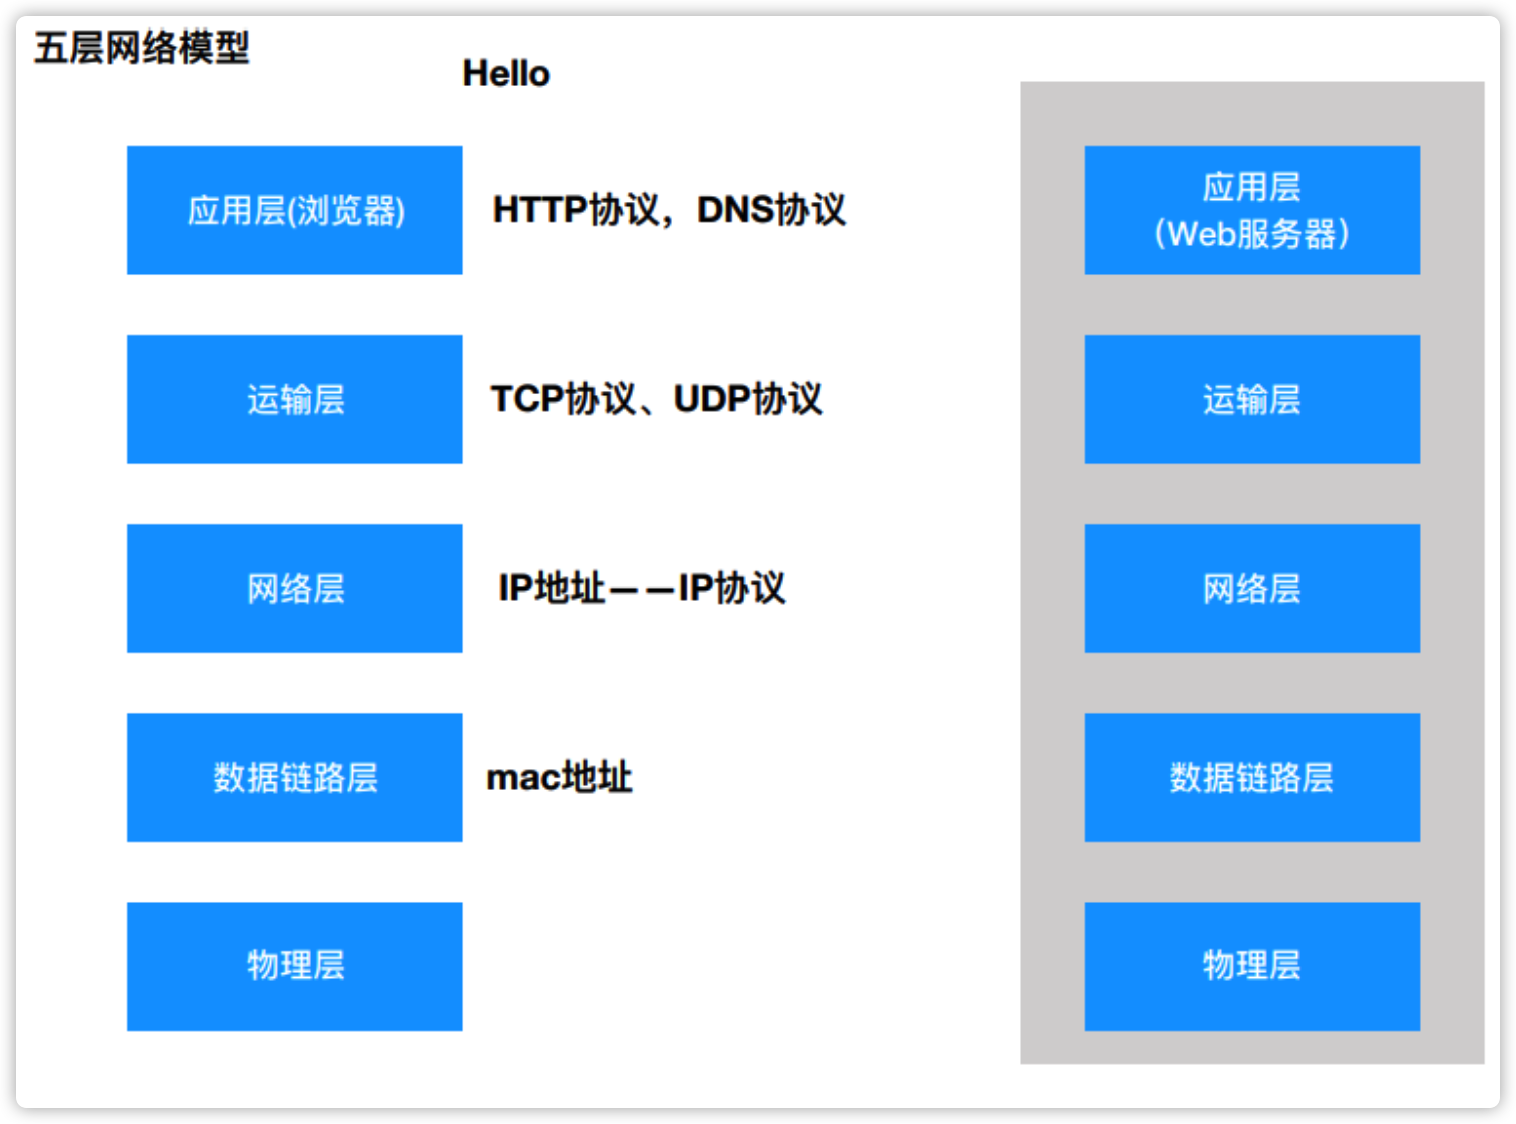 五层网络模型
Hello
应用层(浏览器)
HTTP协议，DNS协议
应用层
（Web服务器）
运输层
TCP协议、UDP协议
运输层
网络层
IP地址——IP协议
网络层
数据链路层
mac地址
数据链路层
物理层
物理层